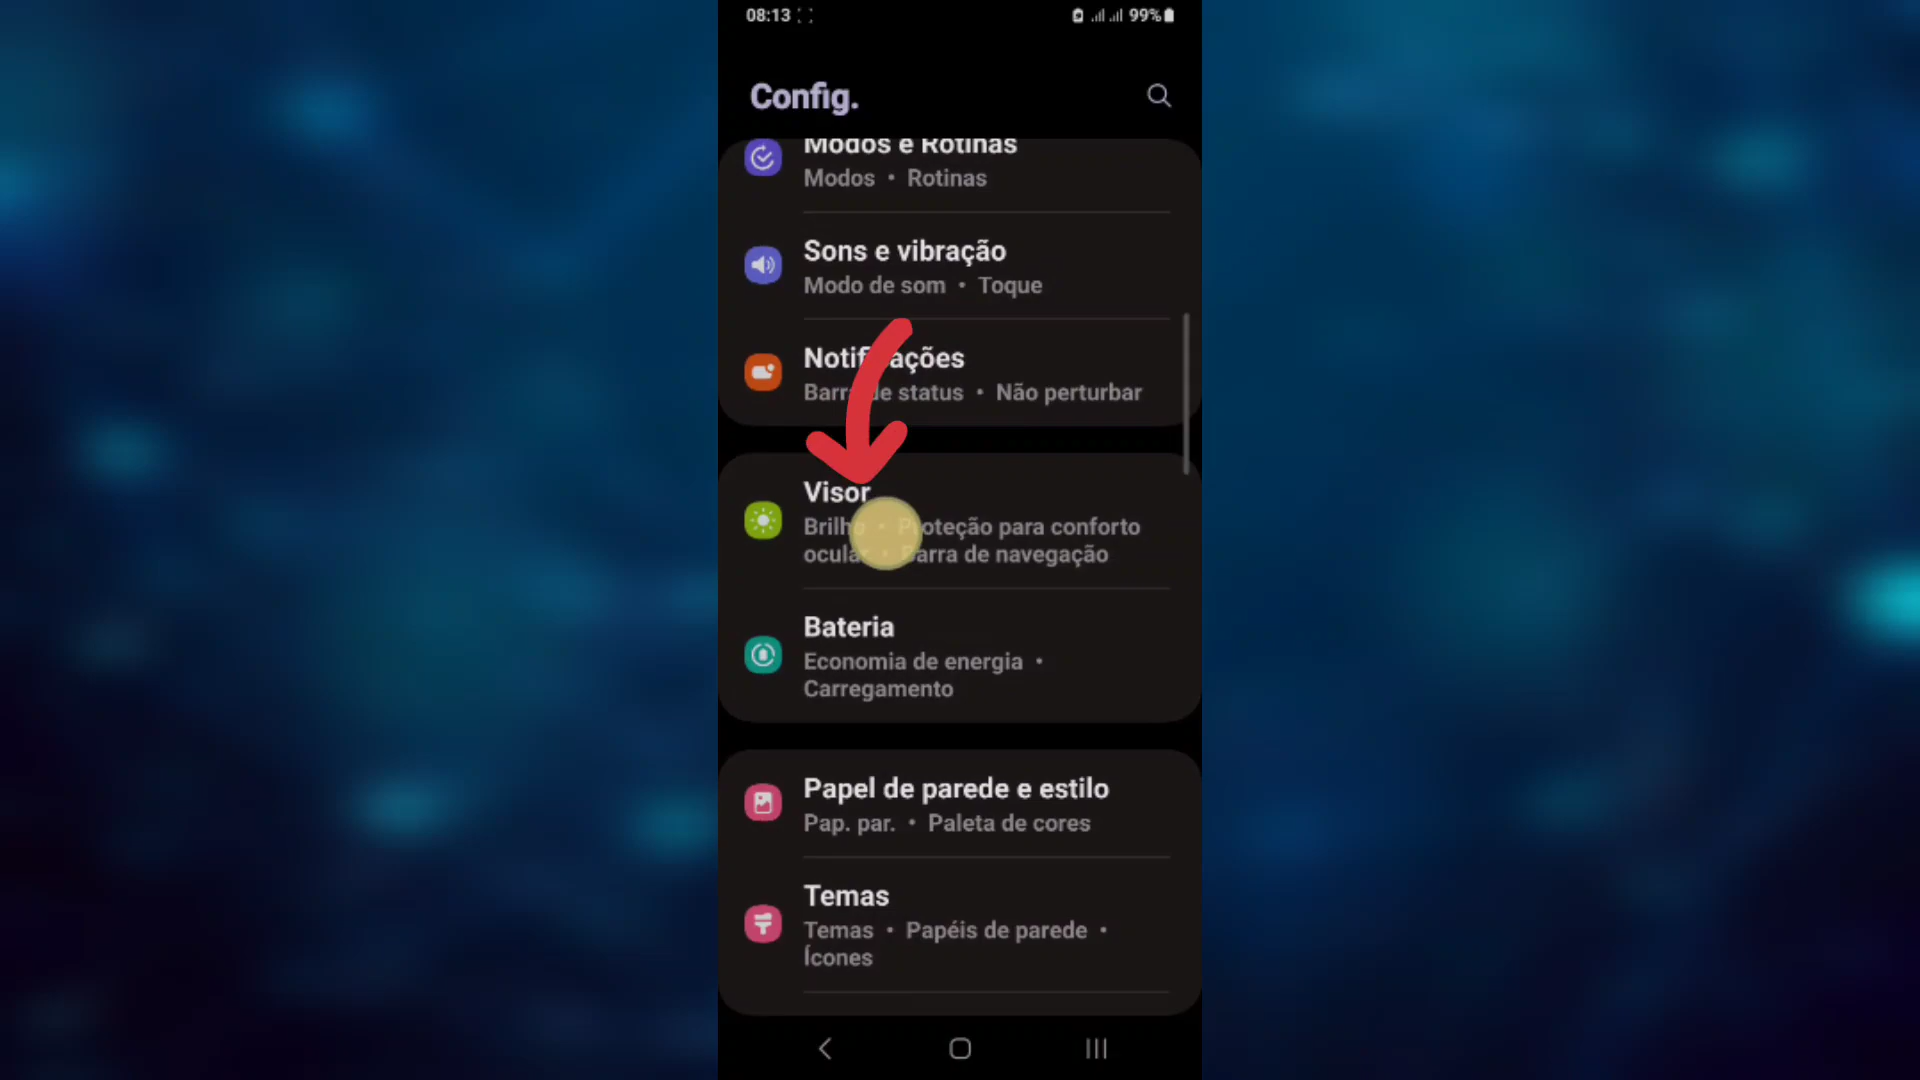 08:13
99%
Config.
Modos e Rotinas
Modos • Rotinas
Sons e vibração
Modo de som • Toque
Notificações
Barra de status • Não perturbar
Visor
Brilho • Proteção para conforto
ocular • Barra de navegação
Bateria
Economia de energia •
Carregamento
Papel de parede e estilo
Pap. par. • Paleta de cores
Temas
Temas • Papéis de parede •
Ícones